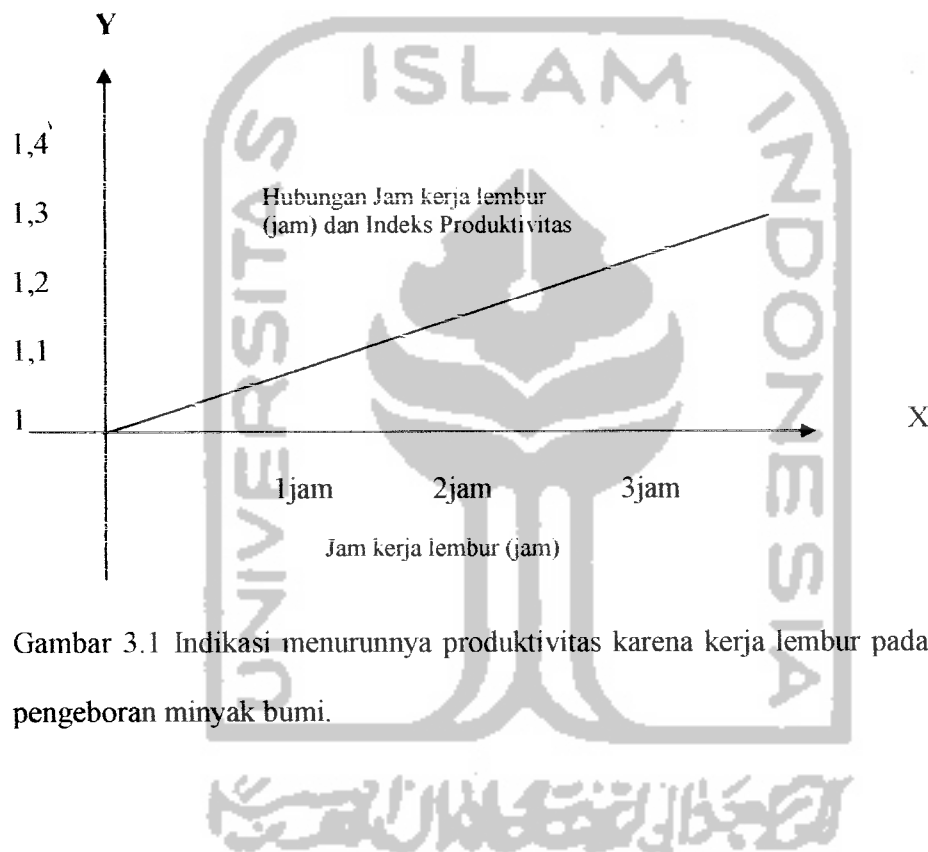 Y
ISLAM
UNIVERSITAS
INDONESIA
1,4
1,3
1,2
1,1
1
Hubungan Jam kerja lembur
(jam) dan Indeks Produktivitas
X
1jam 2jam 3jam
Jam kerja lembur (jam)
Gambar 3.1 Indikasi menurunnya produktivitas karena kerja lembur pada
pengeboran minyak bumi.